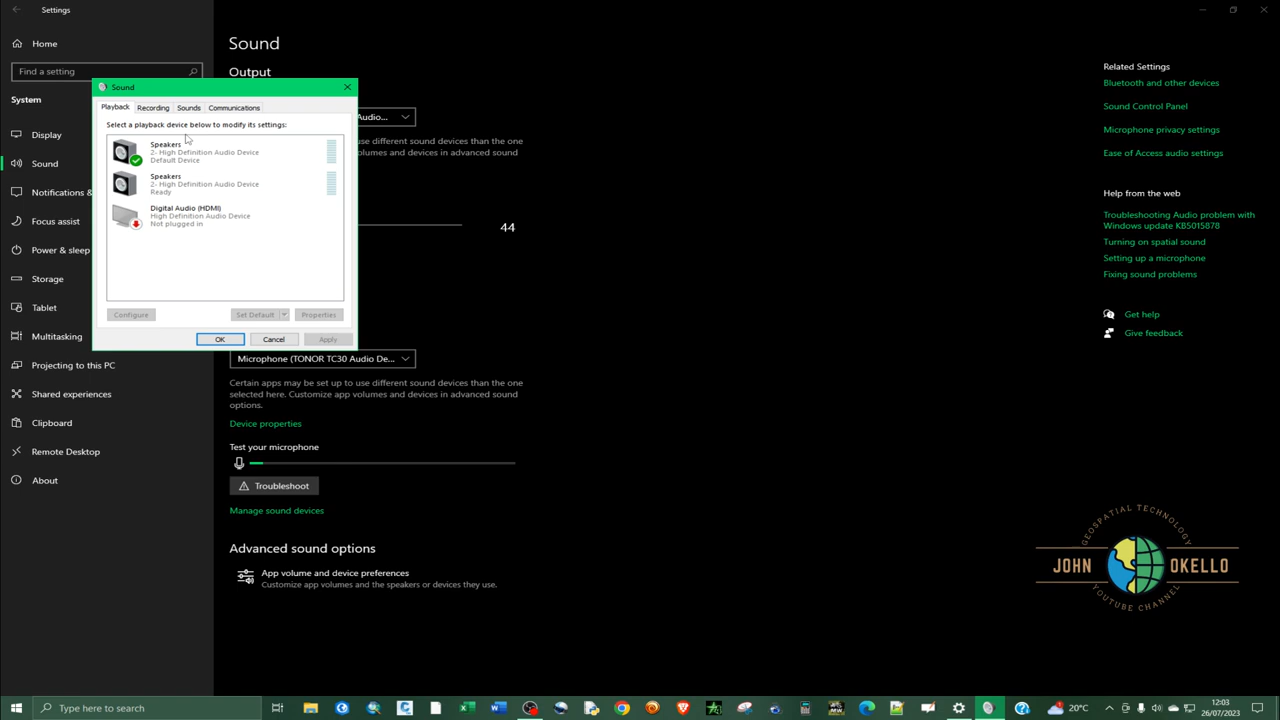 Settings
Home
Find a setting
System
Display
Sound
Notifications &
Focus assist
Power & sleep
Storage
Tablet
Multitasking
Projecting to this PC
Shared experiences
Clipboard
Remote Desktop
About
Sound
Output
Audio...
use different sound devices than the one
volumes and devices in advanced sound
44
Sound
Playback Recording Sounds Communications
Select a playback device below to modify its settings:
Speakers
2- High Definition Audio Device
Default Device
Speakers
2- High Definition Audio Device
Ready
Digital Audio (HDMI)
High Definition Audio Device
Not plugged in
Configure Set Default Properties
OK Cancel Apply
Microphone (TONOR TC30 Audio De...
Certain apps may be set up to use different sound devices than the one
selected here. Customize app volumes and devices in advanced sound
options.
Device properties
Test your microphone
Troubleshoot
Manage sound devices
Advanced sound options
App volume and device preferences
Customize app volumes and the speakers or devices they use.
Related Settings
Bluetooth and other devices
Sound Control Panel
Microphone privacy settings
Ease of Access audio settings
Help from the web
Troubleshooting Audio problem with
Windows update KB5015878
Turning on spatial sound
Setting up a microphone
Fixing sound problems
Get help
Give feedback
GEOSPATIAL TECHNOLOGY
JOHN OKELLO
YOUTUBE CHANNEL
Type here to search
20°C
12:03
26/07/2023